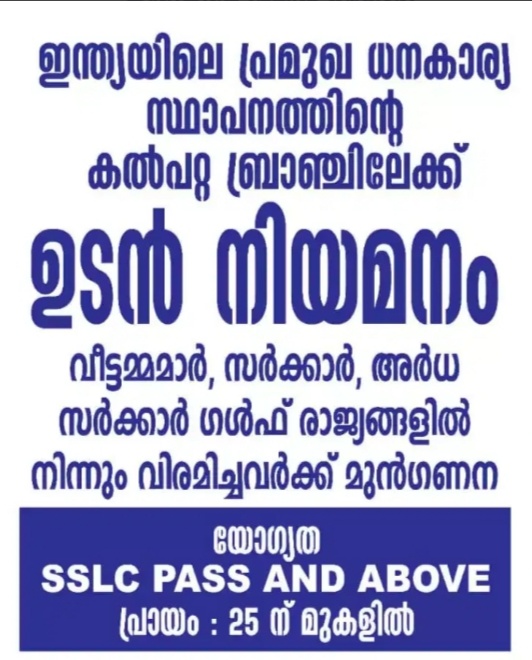 ഇന്ത്യയിലെ പ്രമുഖ ധനകാര്യ
സ്ഥാപനത്തിന്റെ
കൽപറ്റ ബ്രാഞ്ചിലേക്ക്
ഉടൻ നിയമനം
വീട്ടമ്മമാർ, സർക്കാർ, അർധ
സർക്കാർ ഗൾഫ് രാജ്യങ്ങളിൽ
നിന്നും വിരമിച്ചവർക്ക് മുൻഗണന
യോഗ്യത
SSLC PASS AND ABOVE
പ്രായം : 25 ന് മുകളിൽ